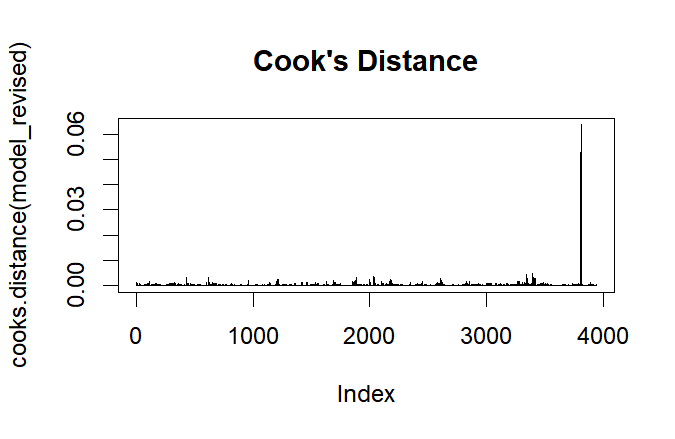 Cook's Distance
cooks.distance(model_revised)
0.06
0.03
0.00
0 1000 2000 3000 4000
Index